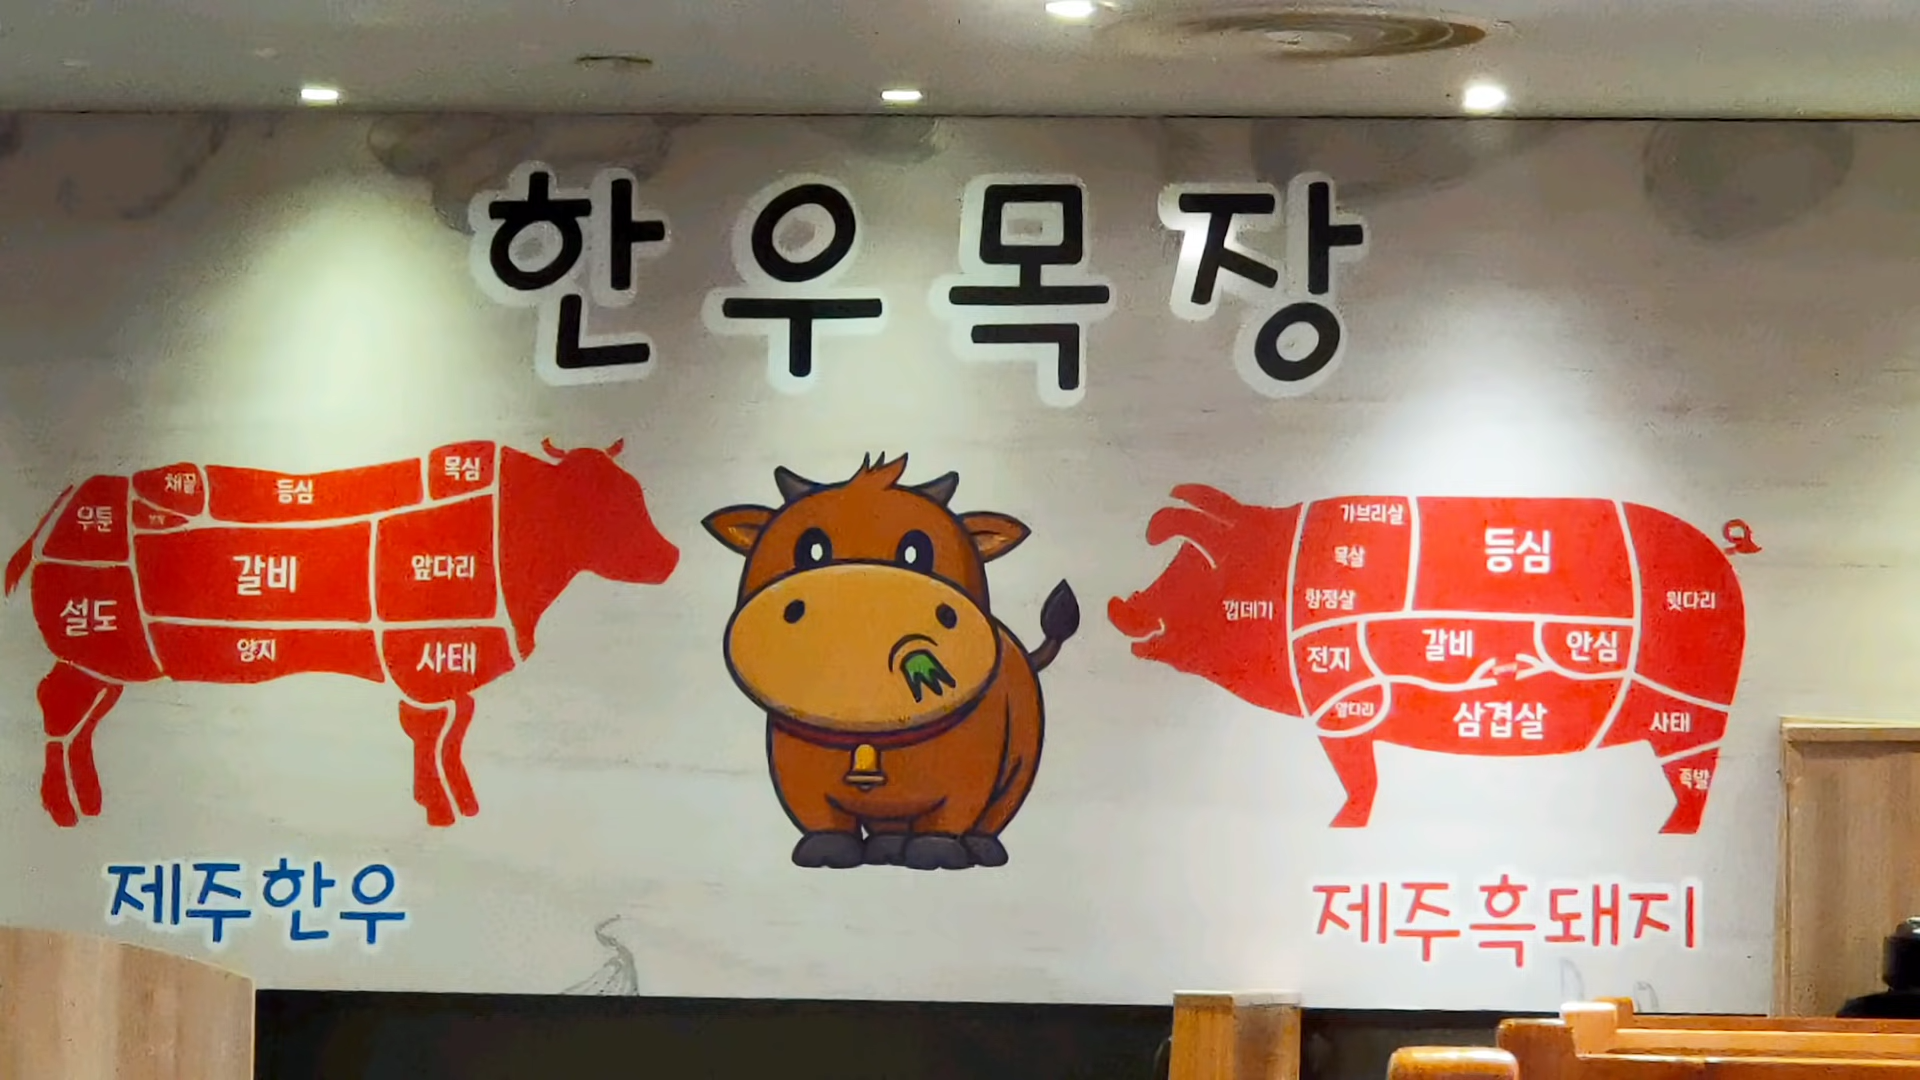 한우목장
목심
채끝
등심
우둔
갈비
앞다리
설도
양지
사태
제주한우
가브리살
등심
목살
항정살
껍데기
뒷다리
전지
갈비
안심
앞다리
삼겹살
사태
족발
제주흑돼지